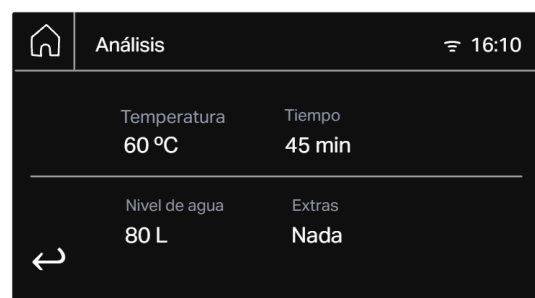 Análisis 16:10
Temperatura Tiempo
60 ºC 45 min
Nivel de agua Extras
80 L Nada